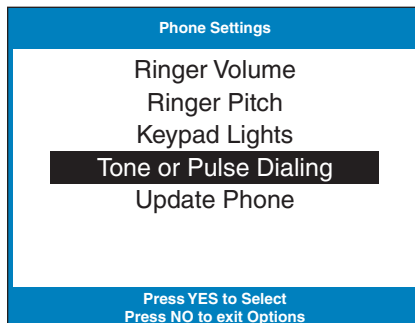 Phone Settings
Ringer Volume
Ringer Pitch
Keypad Lights
Tone or Pulse Dialing
Update Phone
Press YES to Select
Press NO to exit Options